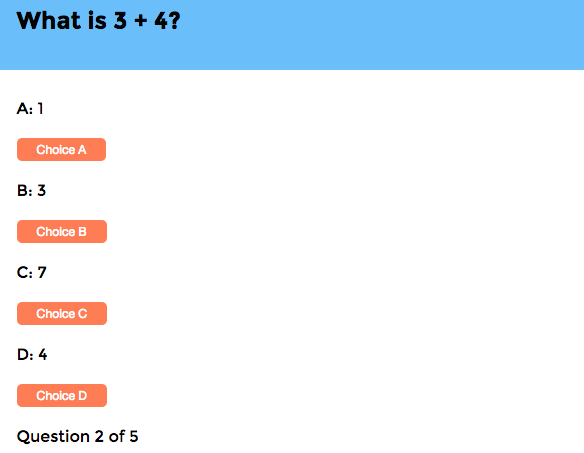 What is 3 + 4?
A: 1
Choice A
B: 3
Choice B
C: 7
Choice C
D: 4
Choice D
Question 2 of 5